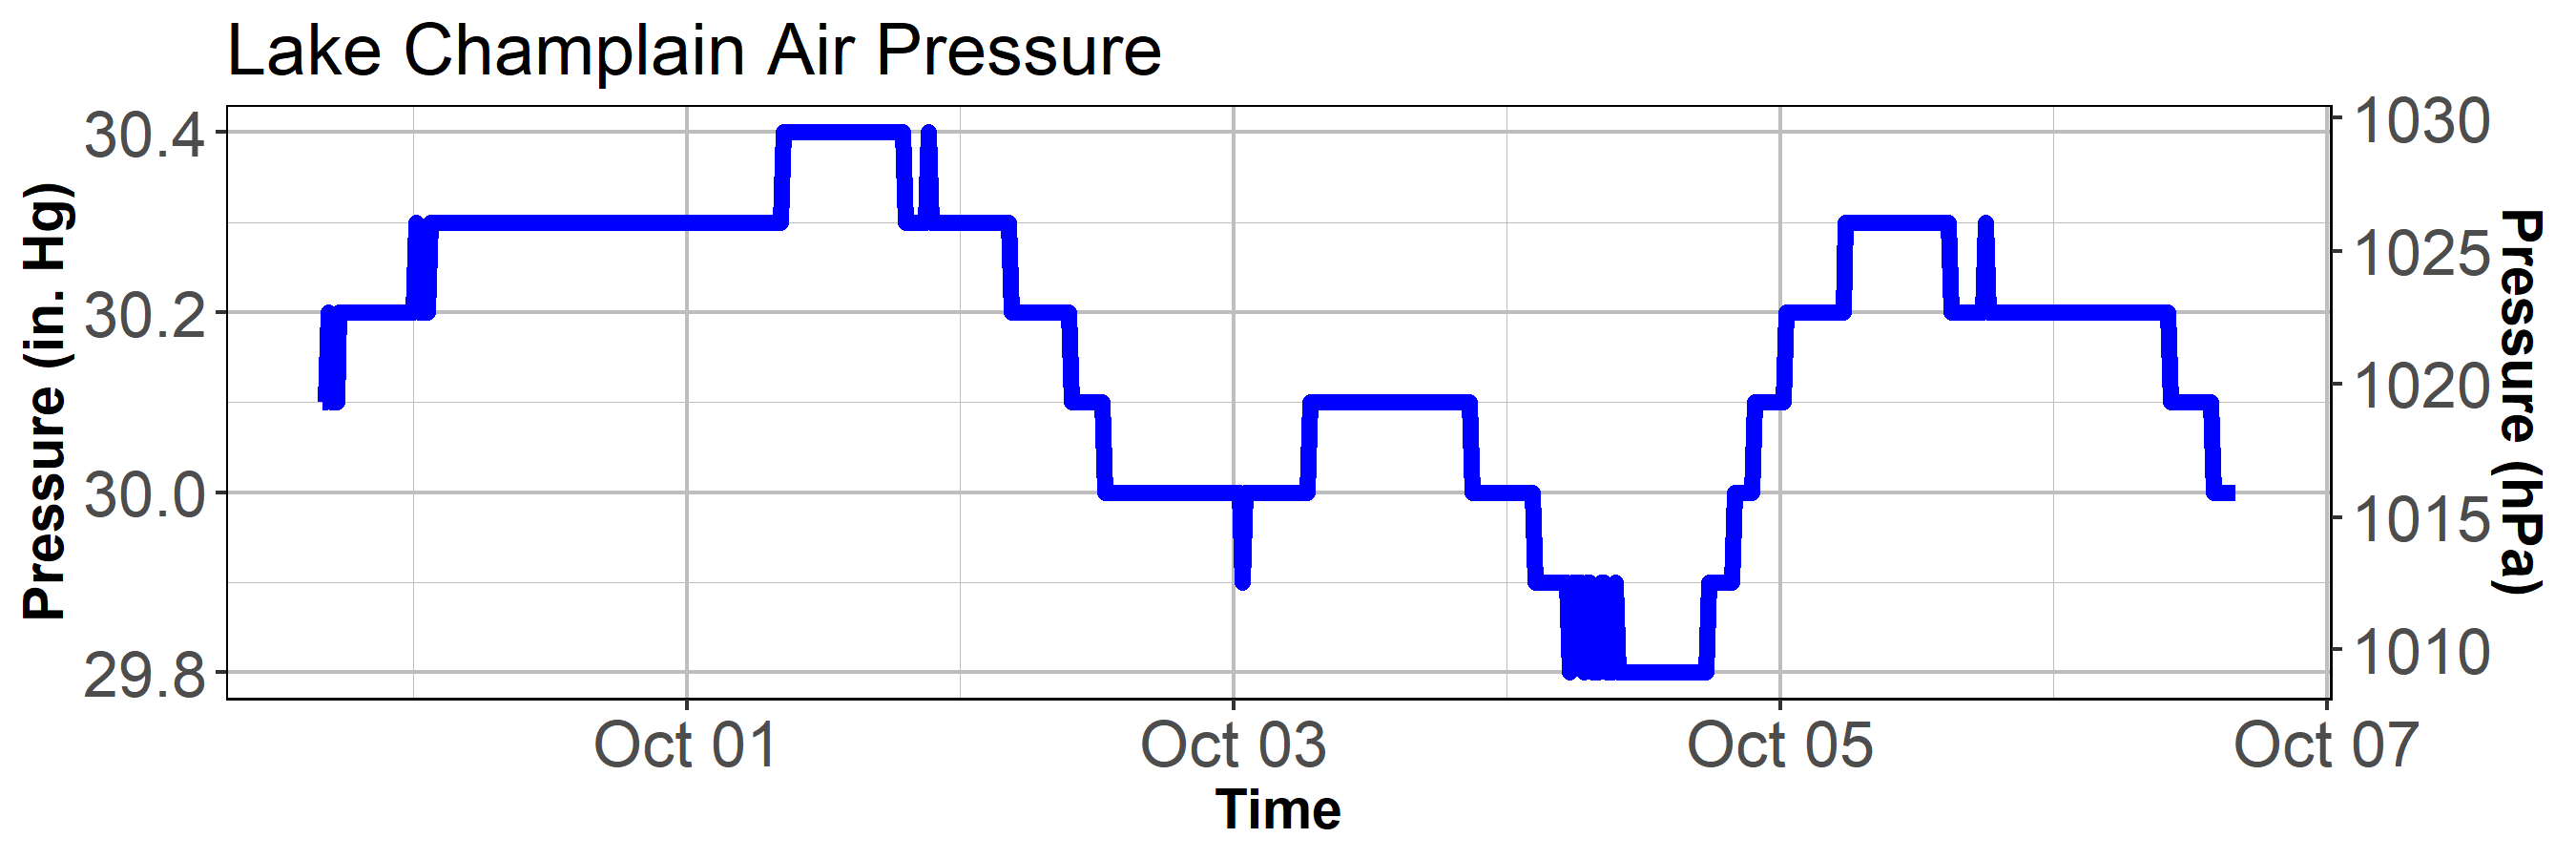 Lake Champlain Air Pressure
Pressure (in. Hg)
30.4
30.2
30.0
29.8
1030
1025
1020
1015
1010
Pressure (hPa)
Oct 01 Oct 03 Oct 05 Oct 07
Time